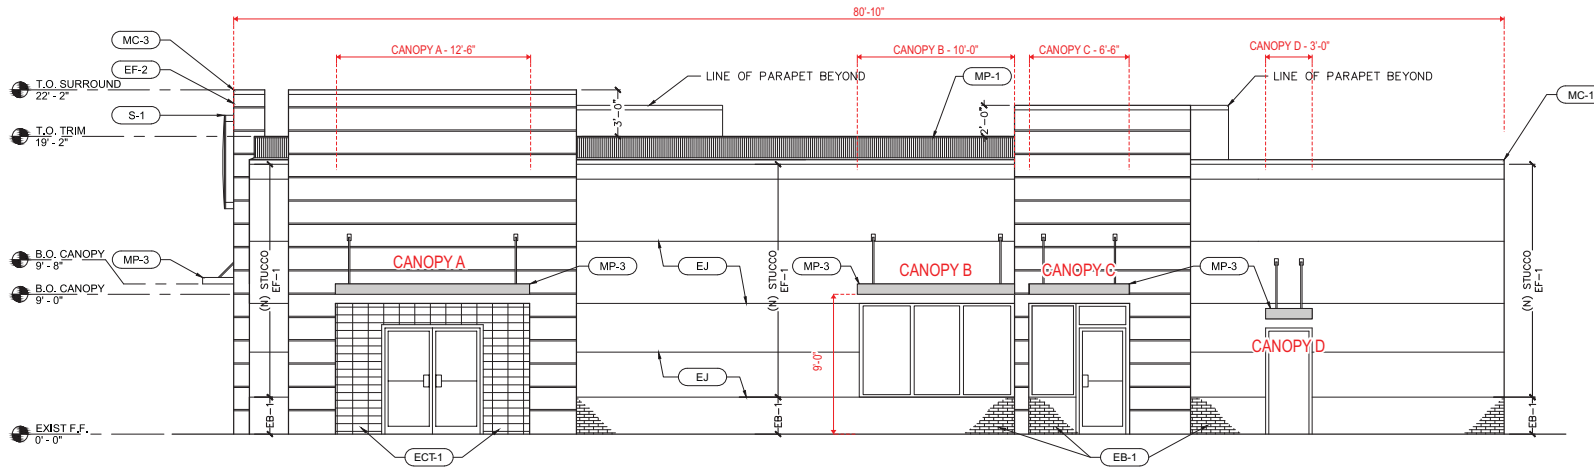 80'-10"
MC-3
CANOPY A - 12'-6"
CANOPY B - 10'-0"
CANOPY C - 6'-6"
CANOPY D - 3'-0"
EF-2
LINE OF PARAPET BEYOND
MP-1
LINE OF PARAPET BEYOND
T.O. SURROUND
22' - 2"
MC-1
3'-0"
2'-0"
S-1
T.O. TRIM
19' - 2"
B.O. CANOPY
9' - 8"
MP-3
CANOPY A
MP-3
EJ
MP-3
CANOPY B
CANOPY C
MP-3
B.O. CANOPY
9' - 0"
(N) STUCCO
EF-1
(N) STUCCO
EF-1
(N) STUCCO
EF-1
CANOPY D
9'-0"
EJ
EXIST F.F.
0' - 0"
EB-1
EB-1
EB-1
ECT-1
EB-1